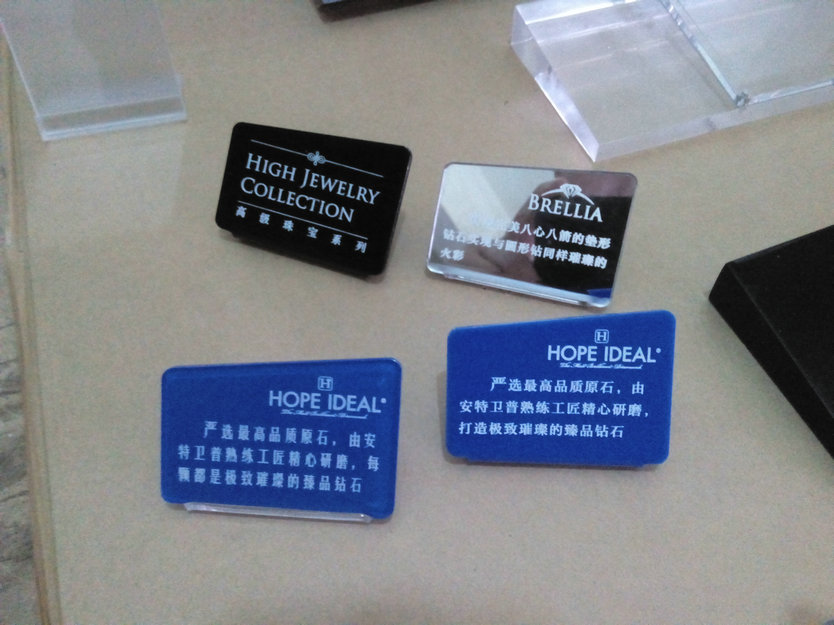 HIGH JEWELRY
COLLECTION
高级珠宝系列
BRELLIA
美八心八箭的垫形
钻石实现与圆形钻同样璀璨的
火彩
H
HOPE IDEAL®
严选最高品质原石，由
安特卫普熟练工匠精心研磨，
打造极致璀璨的臻品钻石
H
HOPE IDEAL®
严选最高品质原石，由安
特卫普熟练工匠精心研磨，每
颗都是极致璀璨的臻品钻石